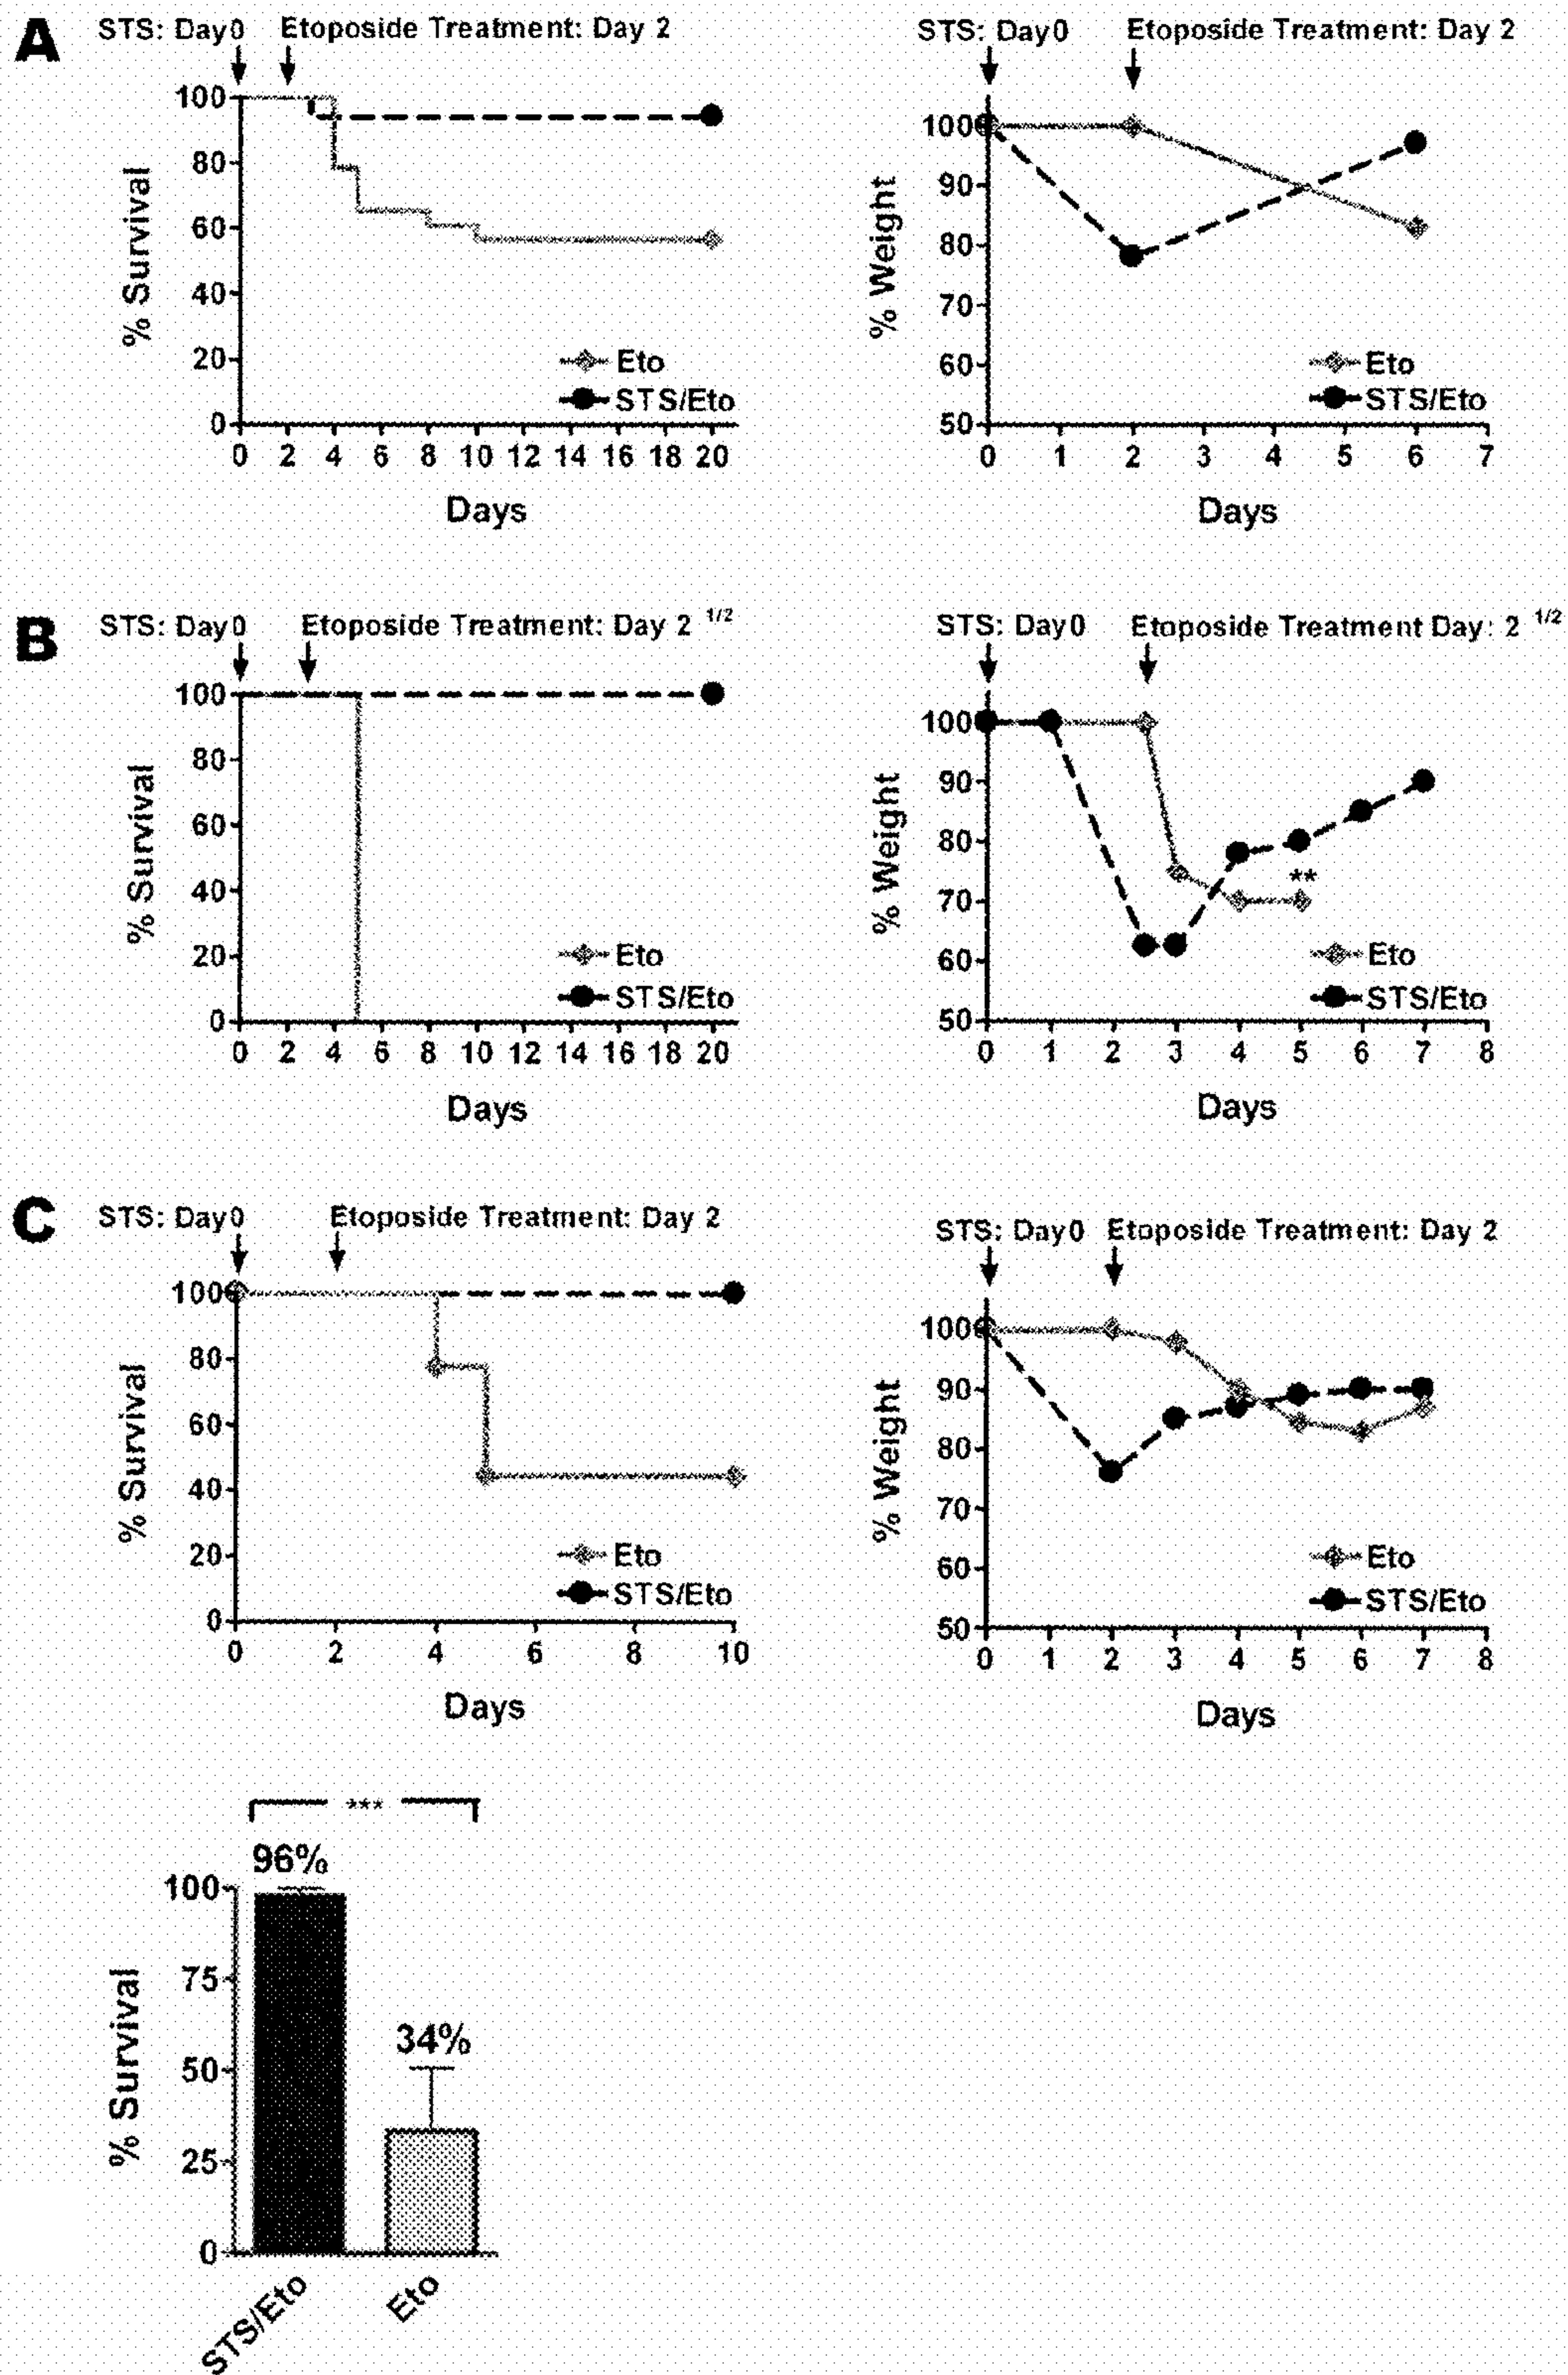 A
STS: Day0 Etoposide Treatment: Day 2
100
80
60
40
20
0
% Survival
Eto
STS/Eto
0 2 4 6 8 10 12 14 16 18 20
Days
STS: Day0 Etoposide Treatment: Day 2
100
90
80
70
60
50
% Weight
Eto
STS/Eto
0 1 2 3 4 5 6 7
Days
B
STS: Day0 Etoposide Treatment: Day 2 1/2
100
80
60
40
20
0
% Survival
Eto
STS/Eto
0 2 4 6 8 10 12 14 16 18 20
Days
STS: Day0 Etoposide Treatment Day: 2 1/2
100
90
80
70
60
50
% Weight
**
Eto
STS/Eto
0 1 2 3 4 5 6 7 8
Days
C
STS: Day0 Etoposide Treatment: Day 2
100
80
60
40
20
0
% Survival
Eto
STS/Eto
0 2 4 6 8 10
Days
STS: Day0 Etoposide Treatment: Day 2
100
90
80
70
60
50
% Weight
Eto
STS/Eto
0 1 2 3 4 5 6 7 8
Days
***
96%
34%
100
75
50
25
0
% Survival
STS/Eto
Eto